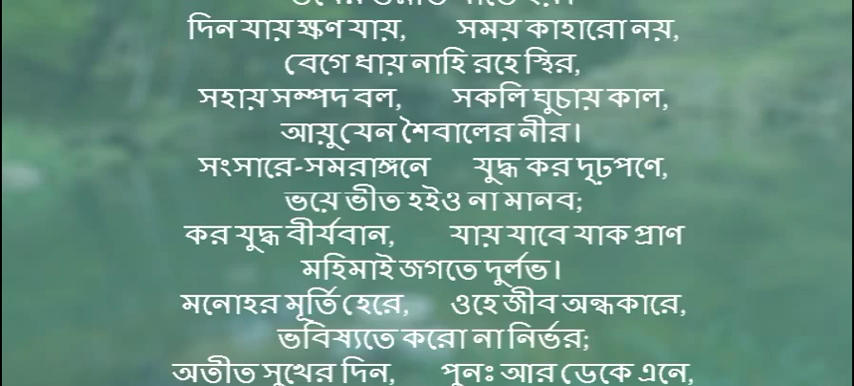 দিন যায় ক্ষণ যায়, সময় কাহারো নয়,
বেগে ধায় নাহি রহে স্থির,
সহায় সম্পদ বল, সকলি ঘুচায় কাল,
আয়ু যেন শৈবালের নীর।
সংসারে-সমরাঙ্গনে যুদ্ধ কর দৃঢ়পণে,
ভয়ে ভীত হইও না মানব;
কর যুদ্ধ বীর্যবান, যায় যাবে যাক প্রাণ
মহিমাই জগতে দুর্লভ।
মনোহর মূর্তি হেরে, ওহে জীব অন্ধকারে,
ভবিষ্যতে করো না নির্ভর;
অতীত সুখের দিন, পুনঃ আর ডেকে এনে,